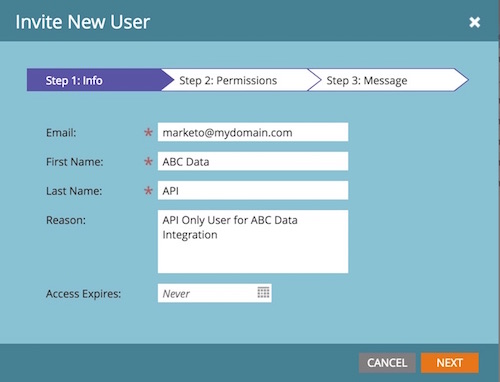 Invite New User
Step 1: Info
Step 2: Permissions
Step 3: Message
Email:
* marketo@mydomain.com
First Name:
* ABC Data
Last Name:
* API
Reason:
API Only User for ABC Data
Integration
Access Expires:
Never
CANCEL
NEXT